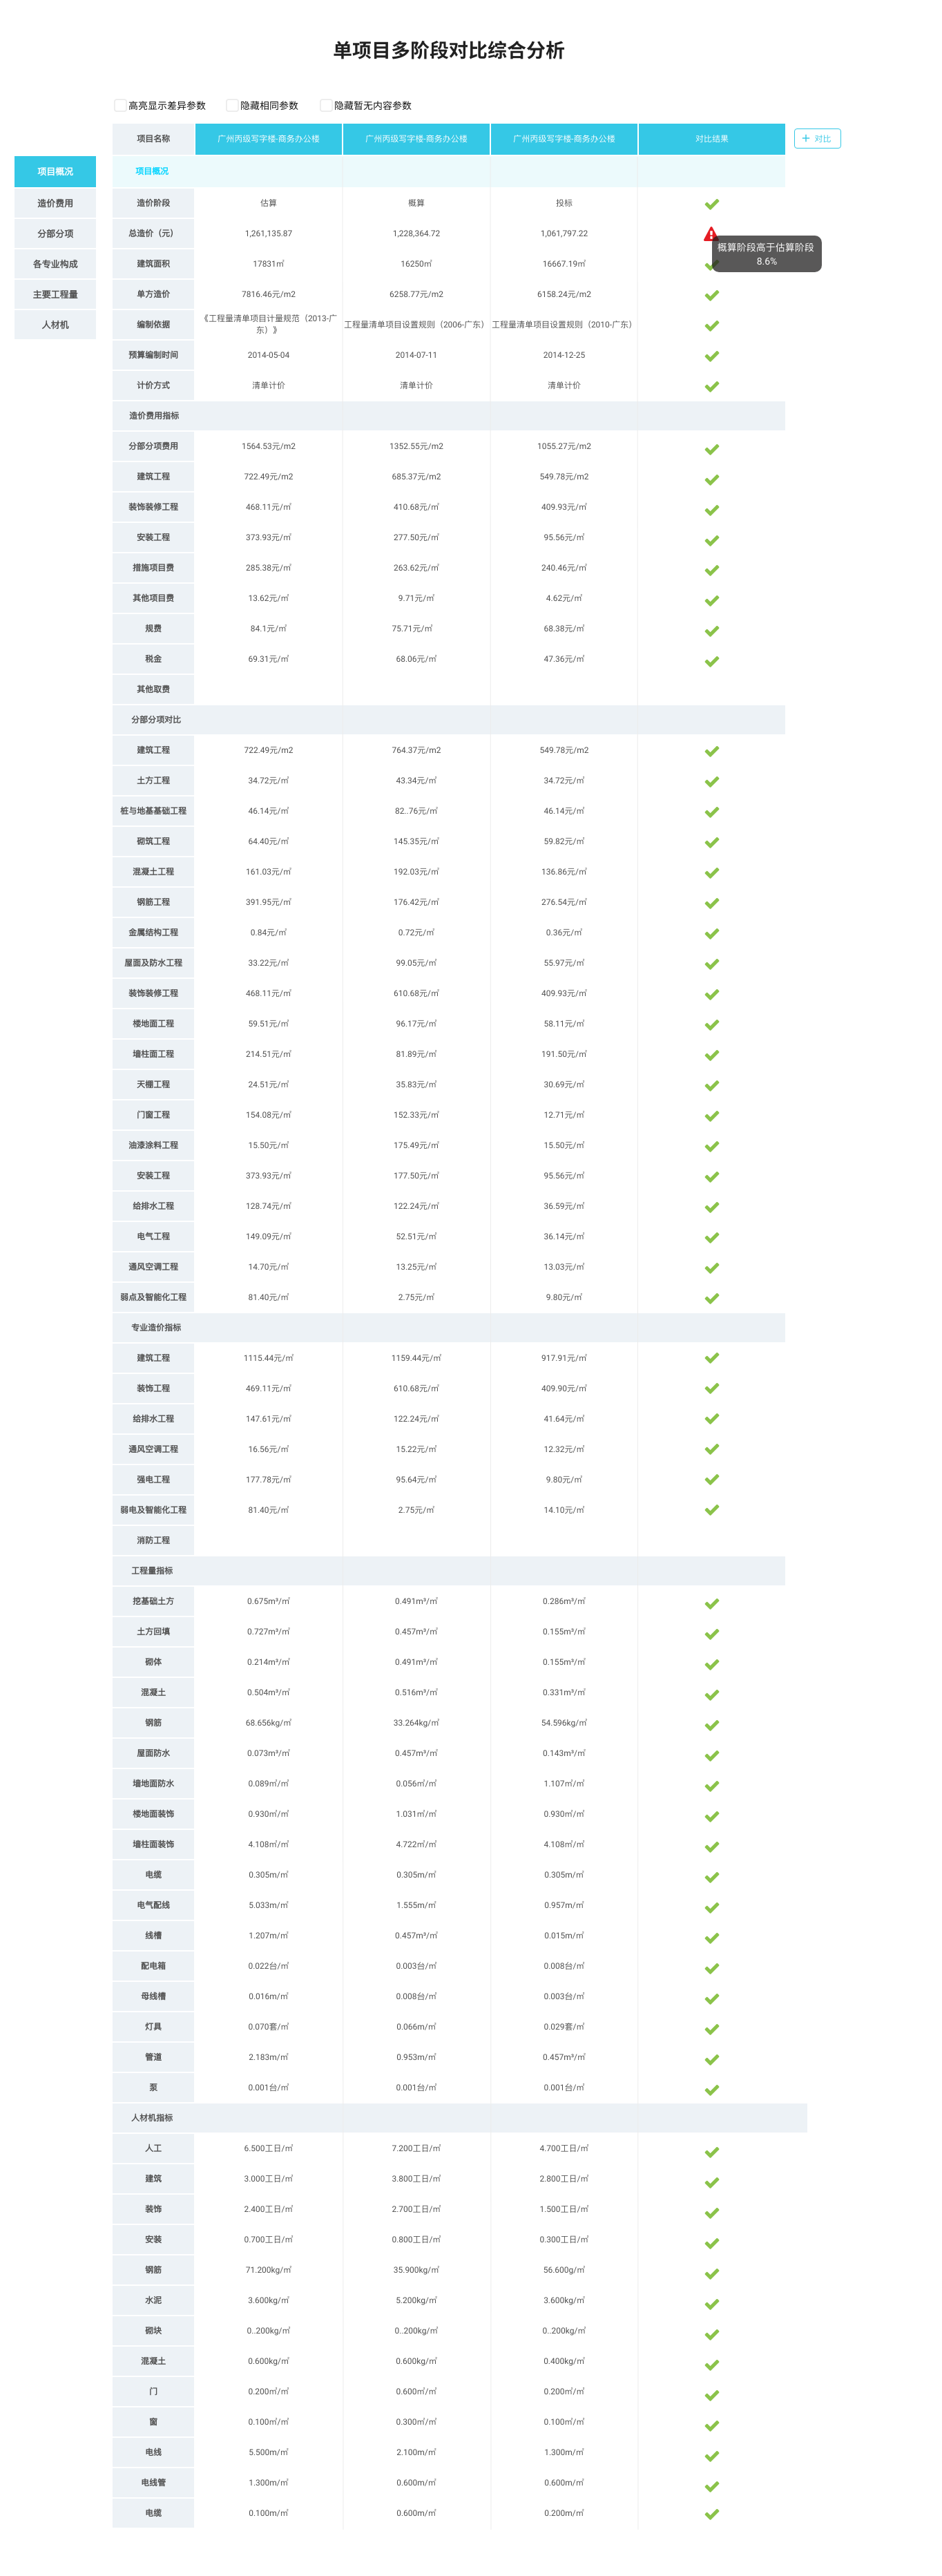 单项目多阶段对比综合分析
高亮显示差异参数 隐藏相同参数 隐藏暂无内容参数
项目名称 广州丙级写字楼-商务办公楼 广州丙级写字楼-商务办公楼 广州丙级写字楼-商务办公楼 对比结果 + 对比
项目概况 项目概况
造价费用 造价阶段 估算 概算 投标
分部分项 总造价（元） 1,261,135.87 1,228,364.72 1,061,797.22
概算阶段高于估算阶段
8.6%
各专业构成 建筑面积 17831㎡ 16250㎡ 16667.19㎡
主要工程量 单方造价 7816.46元/m2 6258.77元/m2 6158.24元/m2
人材机 编制依据 《工程量清单项目计量规范（2013-广
东）》 工程量清单项目设置规则（2006-广东） 工程量清单项目设置规则（2010-广东）
预算编制时间 2014-05-04 2014-07-11 2014-12-25
计价方式 清单计价 清单计价 清单计价
造价费用指标
分部分项费用 1564.53元/m2 1352.55元/m2 1055.27元/m2
建筑工程 722.49元/m2 685.37元/m2 549.78元/m2
装饰装修工程 468.11元/㎡ 410.68元/㎡ 409.93元/㎡
安装工程 373.93元/㎡ 277.50元/㎡ 95.56元/㎡
措施项目费 285.38元/㎡ 263.62元/㎡ 240.46元/㎡
其他项目费 13.62元/㎡ 9.71元/㎡ 4.62元/㎡
规费 84.1元/㎡ 75.71元/㎡ 68.38元/㎡
税金 69.31元/㎡ 68.06元/㎡ 47.36元/㎡
其他取费
分部分项对比
建筑工程 722.49元/m2 764.37元/m2 549.78元/m2
土方工程 34.72元/㎡ 43.34元/㎡ 34.72元/㎡
桩与地基基础工程 46.14元/㎡ 82..76元/㎡ 46.14元/㎡
砌筑工程 64.40元/㎡ 145.35元/㎡ 59.82元/㎡
混凝土工程 161.03元/㎡ 192.03元/㎡ 136.86元/㎡
钢筋工程 391.95元/㎡ 176.42元/㎡ 276.54元/㎡
金属结构工程 0.84元/㎡ 0.72元/㎡ 0.36元/㎡
屋面及防水工程 33.22元/㎡ 99.05元/㎡ 55.97元/㎡
装饰装修工程 468.11元/㎡ 610.68元/㎡ 409.93元/㎡
楼地面工程 59.51元/㎡ 96.17元/㎡ 58.11元/㎡
墙柱面工程 214.51元/㎡ 81.89元/㎡ 191.50元/㎡
天棚工程 24.51元/㎡ 35.83元/㎡ 30.69元/㎡
门窗工程 154.08元/㎡ 152.33元/㎡ 12.71元/㎡
油漆涂料工程 15.50元/㎡ 175.49元/㎡ 15.50元/㎡
安装工程 373.93元/㎡ 177.50元/㎡ 95.56元/㎡
给排水工程 128.74元/㎡ 122.24元/㎡ 36.59元/㎡
电气工程 149.09元/㎡ 52.51元/㎡ 36.14元/㎡
通风空调工程 14.70元/㎡ 13.25元/㎡ 13.03元/㎡
弱点及智能化工程 81.40元/㎡ 2.75元/㎡ 9.80元/㎡
专业造价指标
建筑工程 1115.44元/㎡ 1159.44元/㎡ 917.91元/㎡
装饰工程 469.11元/㎡ 610.68元/㎡ 409.90元/㎡
给排水工程 147.61元/㎡ 122.24元/㎡ 41.64元/㎡
通风空调工程 16.56元/㎡ 15.22元/㎡ 12.32元/㎡
强电工程 177.78元/㎡ 95.64元/㎡ 9.80元/㎡
弱电及智能化工程 81.40元/㎡ 2.75元/㎡ 14.10元/㎡
消防工程
工程量指标
挖基础土方 0.675m³/㎡ 0.491m³/㎡ 0.286m³/㎡
土方回填 0.727m³/㎡ 0.457m³/㎡ 0.155m³/㎡
砌体 0.214m³/㎡ 0.491m³/㎡ 0.155m³/㎡
混凝土 0.504m³/㎡ 0.516m³/㎡ 0.331m³/㎡
钢筋 68.656kg/㎡ 33.264kg/㎡ 54.596kg/㎡
屋面防水 0.073m³/㎡ 0.457m³/㎡ 0.143m³/㎡
墙地面防水 0.089㎡/㎡ 0.056㎡/㎡ 1.107㎡/㎡
楼地面装饰 0.930㎡/㎡ 1.031㎡/㎡ 0.930㎡/㎡
墙柱面装饰 4.108㎡/㎡ 4.722㎡/㎡ 4.108㎡/㎡
电缆 0.305m/㎡ 0.305m/㎡ 0.305m/㎡
电气配线 5.033m/㎡ 1.555m/㎡ 0.957m/㎡
线槽 1.207m/㎡ 0.457m³/㎡ 0.015m/㎡
配电箱 0.022台/㎡ 0.003台/㎡ 0.008台/㎡
母线槽 0.016m/㎡ 0.008台/㎡ 0.003台/㎡
灯具 0.070套/㎡ 0.066m/㎡ 0.029套/㎡
管道 2.183m/㎡ 0.953m/㎡ 0.457m³/㎡
泵 0.001台/㎡ 0.001台/㎡ 0.001台/㎡
人材机指标
人工 6.500工日/㎡ 7.200工日/㎡ 4.700工日/㎡
建筑 3.000工日/㎡ 3.800工日/㎡ 2.800工日/㎡
装饰 2.400工日/㎡ 2.700工日/㎡ 1.500工日/㎡
安装 0.700工日/㎡ 0.800工日/㎡ 0.300工日/㎡
钢筋 71.200kg/㎡ 35.900kg/㎡ 56.600g/㎡
水泥 3.600kg/㎡ 5.200kg/㎡ 3.600kg/㎡
砌块 0..200kg/㎡ 0..200kg/㎡ 0..200kg/㎡
混凝土 0.600kg/㎡ 0.600kg/㎡ 0.400kg/㎡
门 0.200㎡/㎡ 0.600㎡/㎡ 0.200㎡/㎡
窗 0.100㎡/㎡ 0.300㎡/㎡ 0.100㎡/㎡
电线 5.500m/㎡ 2.100m/㎡ 1.300m/㎡
电线管 1.300m/㎡ 0.600m/㎡ 0.600m/㎡
电缆 0.100m/㎡ 0.600m/㎡ 0.200m/㎡